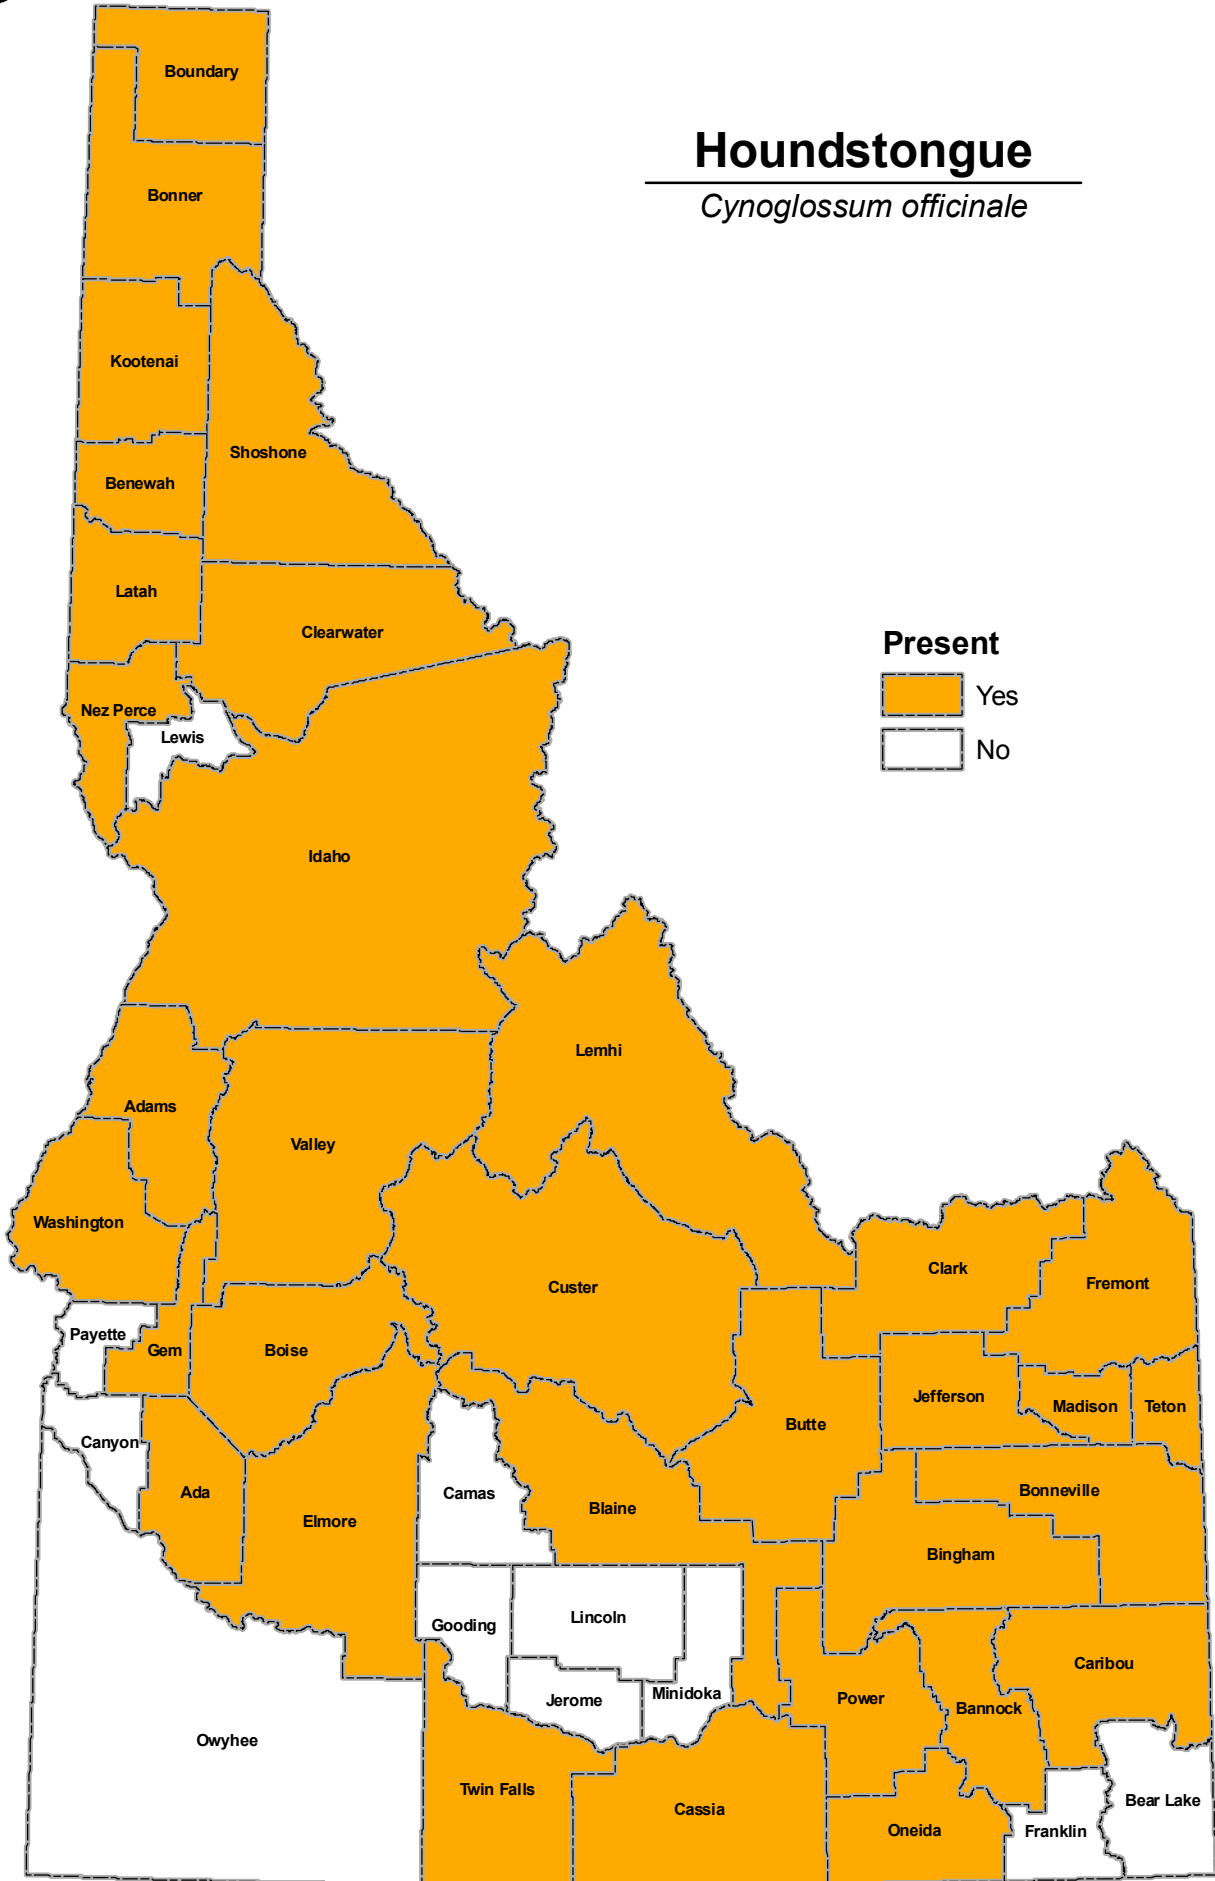 Houndstongue
Cynoglossum officinale
Boundary
Bonner
Kootenai
Shoshone
Benewah
Latah
Clearwater
Present
Yes
No
Nez Perce
Lewis
Idaho
Lemhi
Adams
Valley
Washington
Custer
Clark
Fremont
Payette
Gem
Boise
Jefferson
Madison
Teton
Butte
Canyon
Ada
Camas
Blaine
Bonneville
Elmore
Bingham
Gooding
Lincoln
Caribou
Jerome
Minidoka
Power
Bannock
Owyhee
Twin Falls
Cassia
Bear Lake
Oneida
Franklin